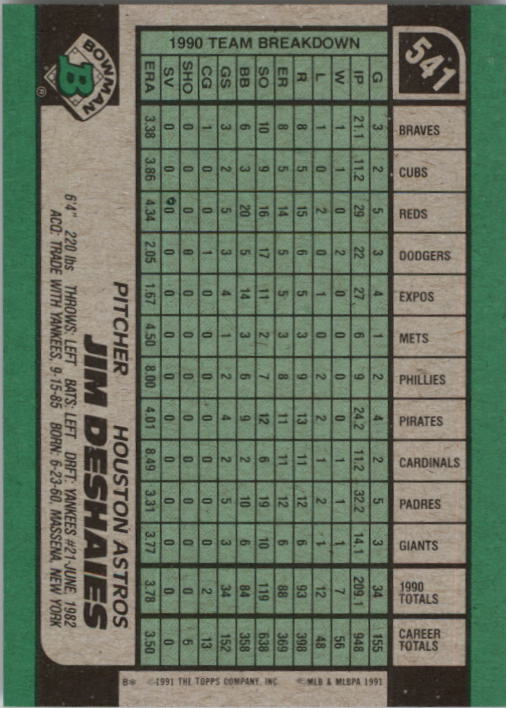 541
BRAVES CUBS REDS DODGERS EXPOS METS PHILLIES PIRATES CARDINALS PADRES GIANTS 1990 TOTALS CAREER TOTALS
1990 TEAM BREAKDOWN
G 3 2 5 3 4 1 2 4 2 5 3 34 155
IP 21.1 11.2 29 22 27 6 9 24.2 11.2 32.2 14.1 209.1 948
W 1 0 0 2 0 0 0 1 1 1 1 7 56
L 1 0 2 0 1 0 2 2 1 2 1 12 48
R 8 5 15 5 5 3 9 13 11 12 6 93 398
ER 8 5 14 5 5 3 8 11 11 12 6 88 369
SO 10 9 16 17 11 2 7 12 6 19 10 119 638
BB 6 3 20 5 14 3 6 9 2 10 6 84 358
GS 3 2 5 3 4 1 2 4 2 5 3 34 152
CG 1 0 0 1 0 0 0 0 0 0 0 2 13
SHO 0 0 0 0 0 0 0 0 0 0 0 0 6
SV 0 0 0 0 0 0 0 0 0 0 0 0 0
ERA 3.38 3.86 4.34 2.05 1.67 4.50 8.00 4.01 8.49 3.31 3.77 3.78 3.50
PITCHER HOUSTON ASTROS
JIM DESHAIES
6'4" 220 lbs THROWS: LEFT BATS: LEFT DRFT: YANKEES #21-JUNE, 1982
ACQ: TRADE WITH YANKEES, 9-15-85 BORN: 6-23-60, MASSENA, NEW YORK
BOWMAN
B ®
B* ©1991 THE TOPPS COMPANY, INC. ©MLB & MLBPA 1991